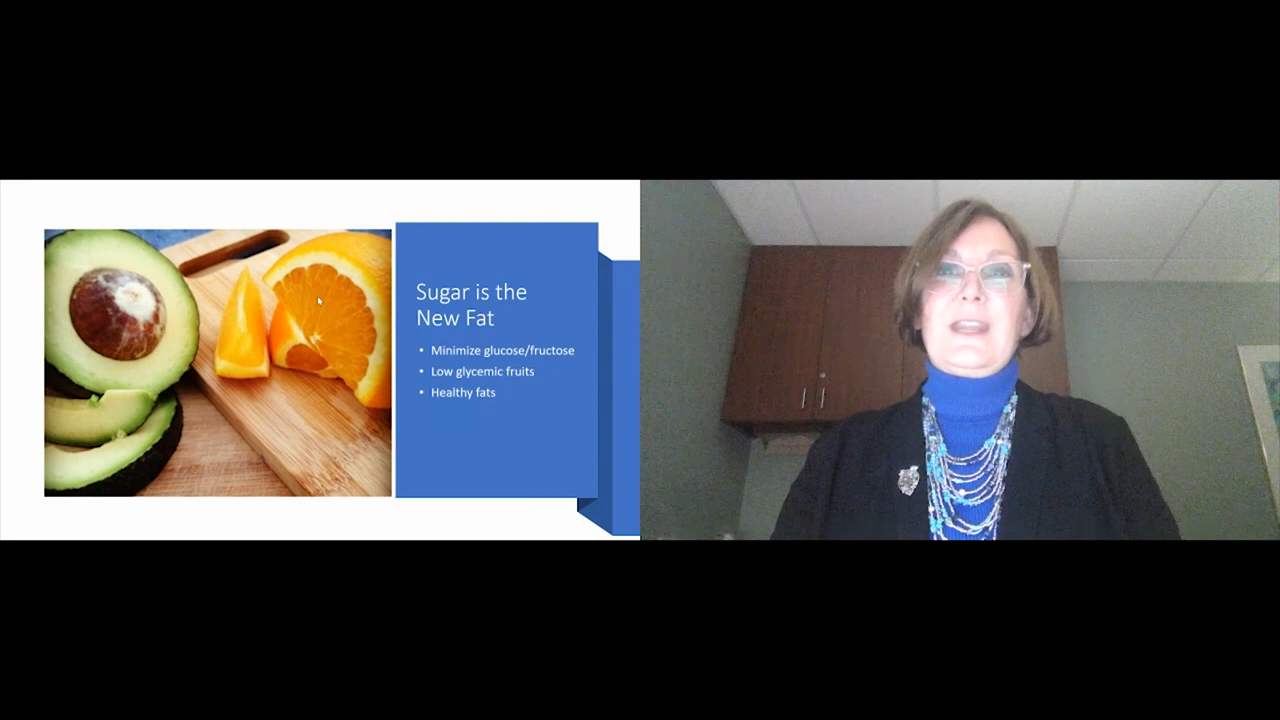 Sugar is the
New Fat
• Minimize glucose/fructose
• Low glycemic fruits
• Healthy fats